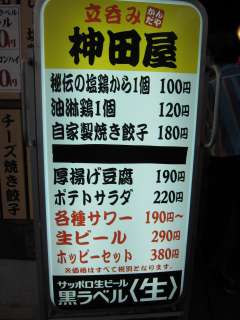 立呑み かんだや
神田屋
秘伝の塩鶏から1個 100円
油淋鶏1個 120円
自家製焼き餃子 180円
厚揚げ豆腐 190円
ポテトサラダ 220円
各種サワー 190円~
生ビール 290円
ホッピーセット 380円
※価格はすべて税別となります。
サッポロ生ビール
黒ラベル〈生〉
チーズ焼き餃子